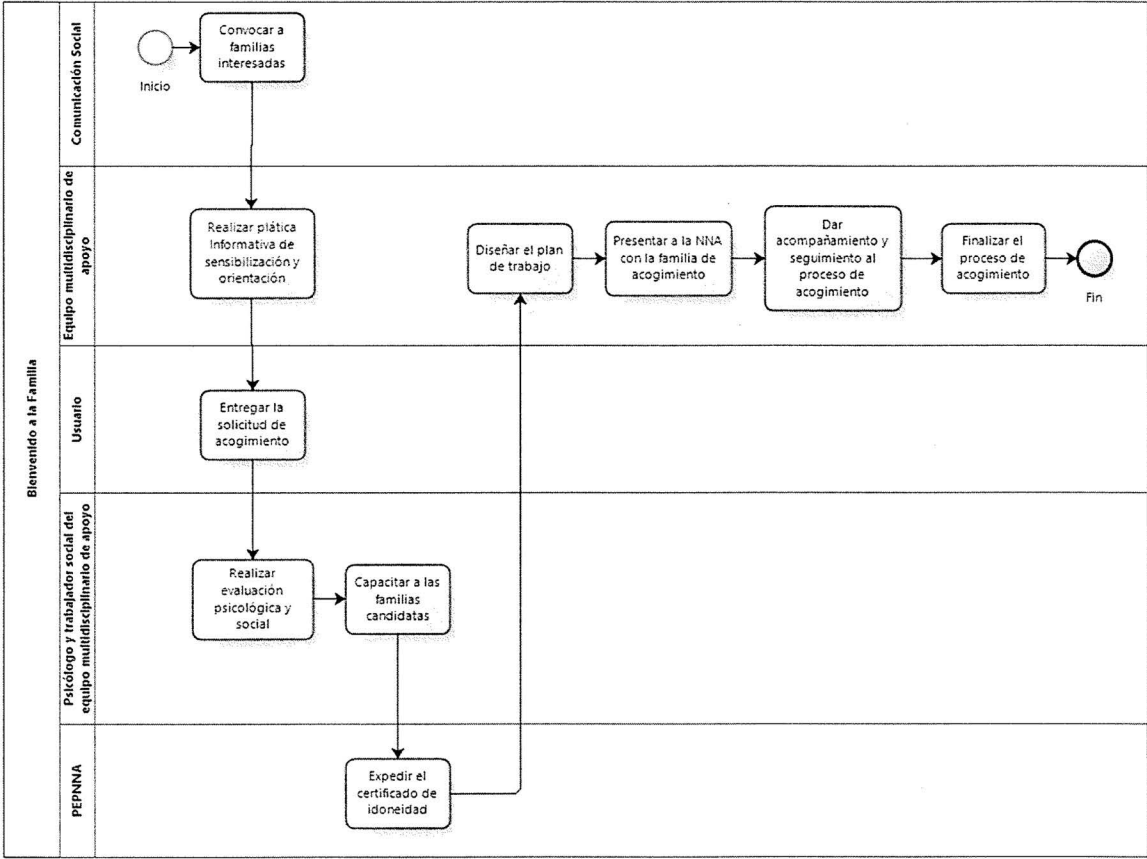 Bienvenido a la Familia
Comunicación Social
Inicio
Convocar a
familias
interesadas
Equipo multidisciplinario de
apoyo
Realizar plática
Informativa de
sensibilización y
orientación
Diseñar el plan
de trabajo
Presentar a la NNA
con la familia de
acogimiento
Dar
acompañamiento y
seguimiento al
proceso de
acogimiento
Finalizar el
proceso de
acogimiento
Fin
Usuario
Entregar la
solicitud de
acogimiento
Psicólogo y trabajador social del
equipo multidisciplinario de apoyo
Realizar
evaluación
psicológica y
social
Capacitar a las
familias
candidatas
PEPNNA
Expedir el
certificado de
idoneidad